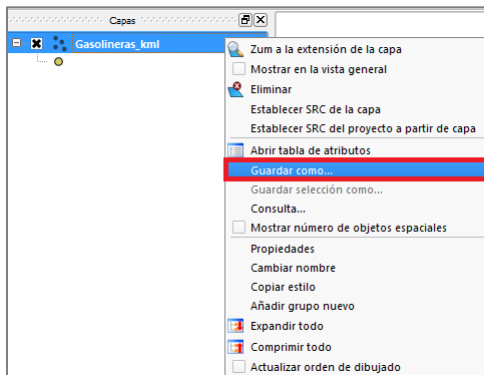 Capas
Gasolineras_kml
Zum a la extensión de la capa
Mostrar en la vista general
Eliminar
Establecer SRC de la capa
Establecer SRC del proyecto a partir de capa
Abrir tabla de atributos
Guardar como...
Guardar selección como...
Consulta...
Mostrar número de objetos espaciales
Propiedades
Cambiar nombre
Copiar estilo
Añadir grupo nuevo
Expandir todo
Comprimir todo
Actualizar orden de dibujado